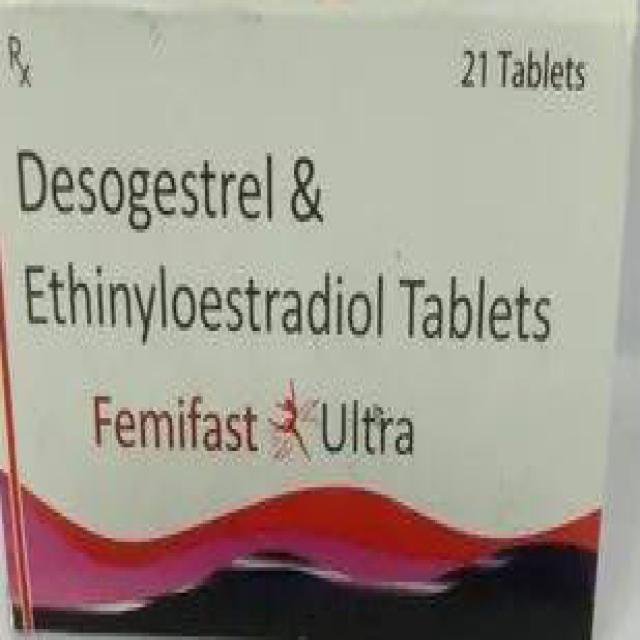 Rx
21 Tablets
Desogestrel &
Ethinyloestradiol Tablets
Femifast Ultra